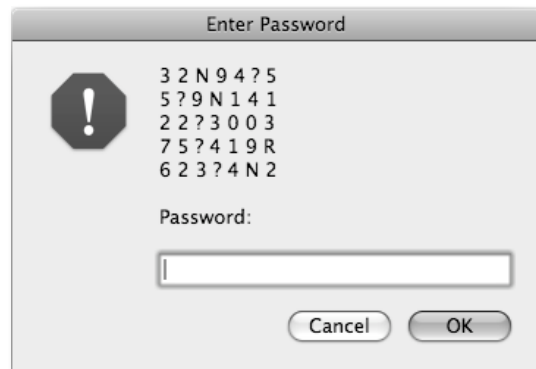 Enter Password
3 2 N 9 4 ? 5
5 ? 9 N 1 4 1
2 2 ? 3 0 0 3
7 5 ? 4 1 9 R
6 2 3 ? 4 N 2
Password:
Cancel OK